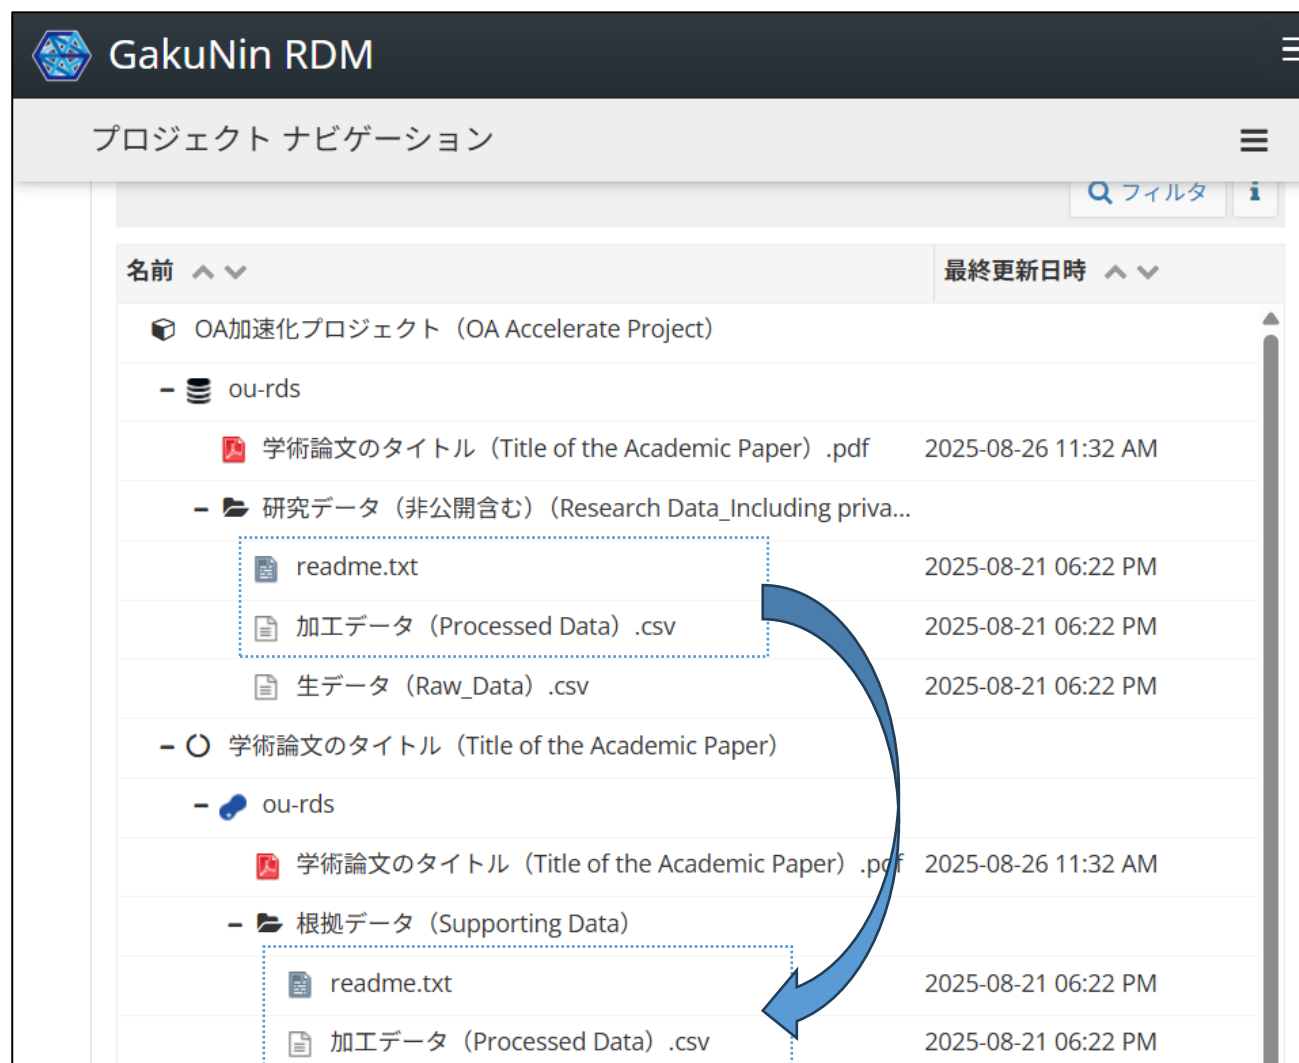 GakuNin RDM
プロジェクト ナビゲーション
フィルタ
名前 最終更新日時
OA加速化プロジェクト（OA Accelerate Project）
ou-rds
学術論文のタイトル（Title of the Academic Paper）.pdf 2025-08-26 11:32 AM
研究データ（非公開含む）（Research Data_Including priva...
readme.txt 2025-08-21 06:22 PM
加工データ（Processed Data）.csv 2025-08-21 06:22 PM
生データ（Raw_Data）.csv 2025-08-21 06:22 PM
学術論文のタイトル（Title of the Academic Paper）
ou-rds
学術論文のタイトル（Title of the Academic Paper）.pdf 2025-08-26 11:32 AM
根拠データ（Supporting Data）
readme.txt 2025-08-21 06:22 PM
加工データ（Processed Data）.csv 2025-08-21 06:22 PM